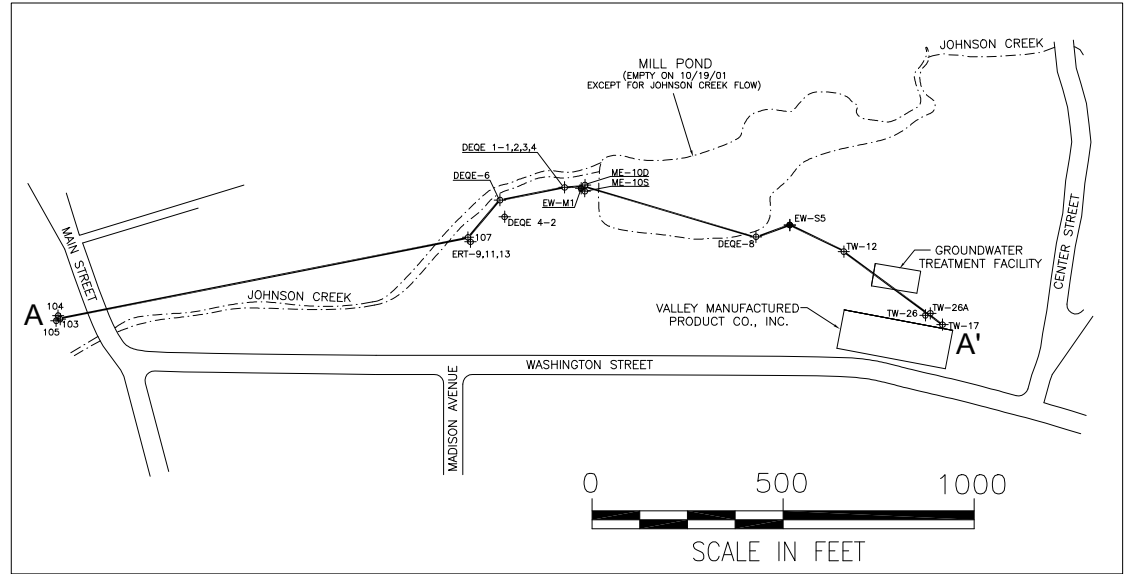 JOHNSON CREEK
MILL POND
(EMPTY ON 10/19/01
EXCEPT FOR JOHNSON CREEK FLOW)
DEQE 1-1,2,3,4
DEQE-6
ME-10D
ME-10S
EW-M1
DEQE 4-2
107
ERT-9,11,13
DEQE-8
EW-S5
TW-12
GROUNDWATER
TREATMENT FACILITY
CENTER STREET
MAIN STREET
JOHNSON CREEK
A
104
103
105
VALLEY MANUFACTURED
PRODUCT CO., INC.
TW-26
TW-26A
TW-17
A'
WASHINGTON STREET
MADISON AVENUE
0
500
1000
SCALE IN FEET